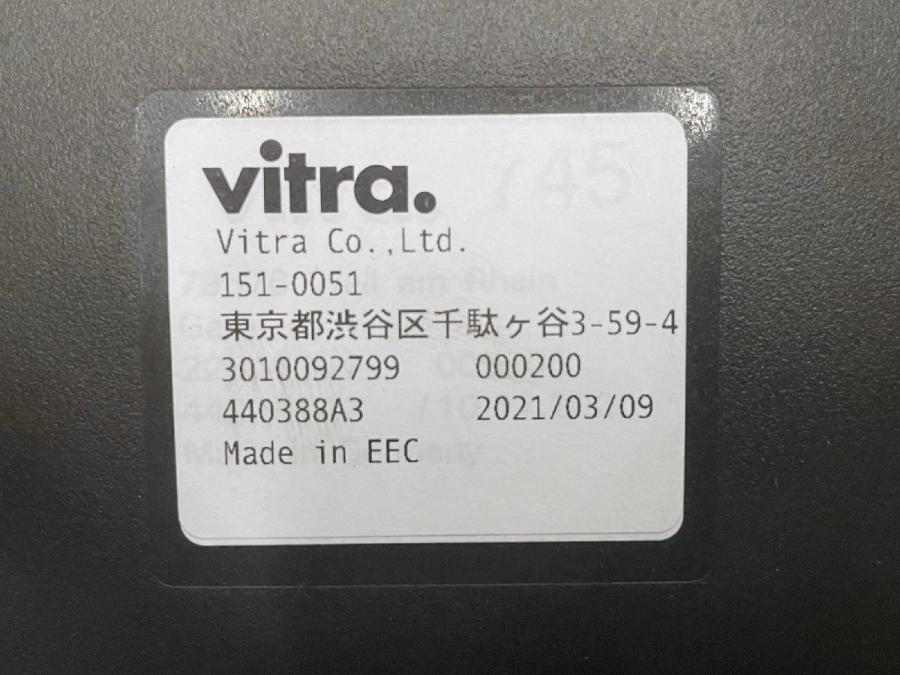 vitra.
Vitra Co.,Ltd.
151-0051
東京都渋谷区千駄ヶ谷3-59-4
3010092799 000200
440388A3 2021/03/09
Made in EEC